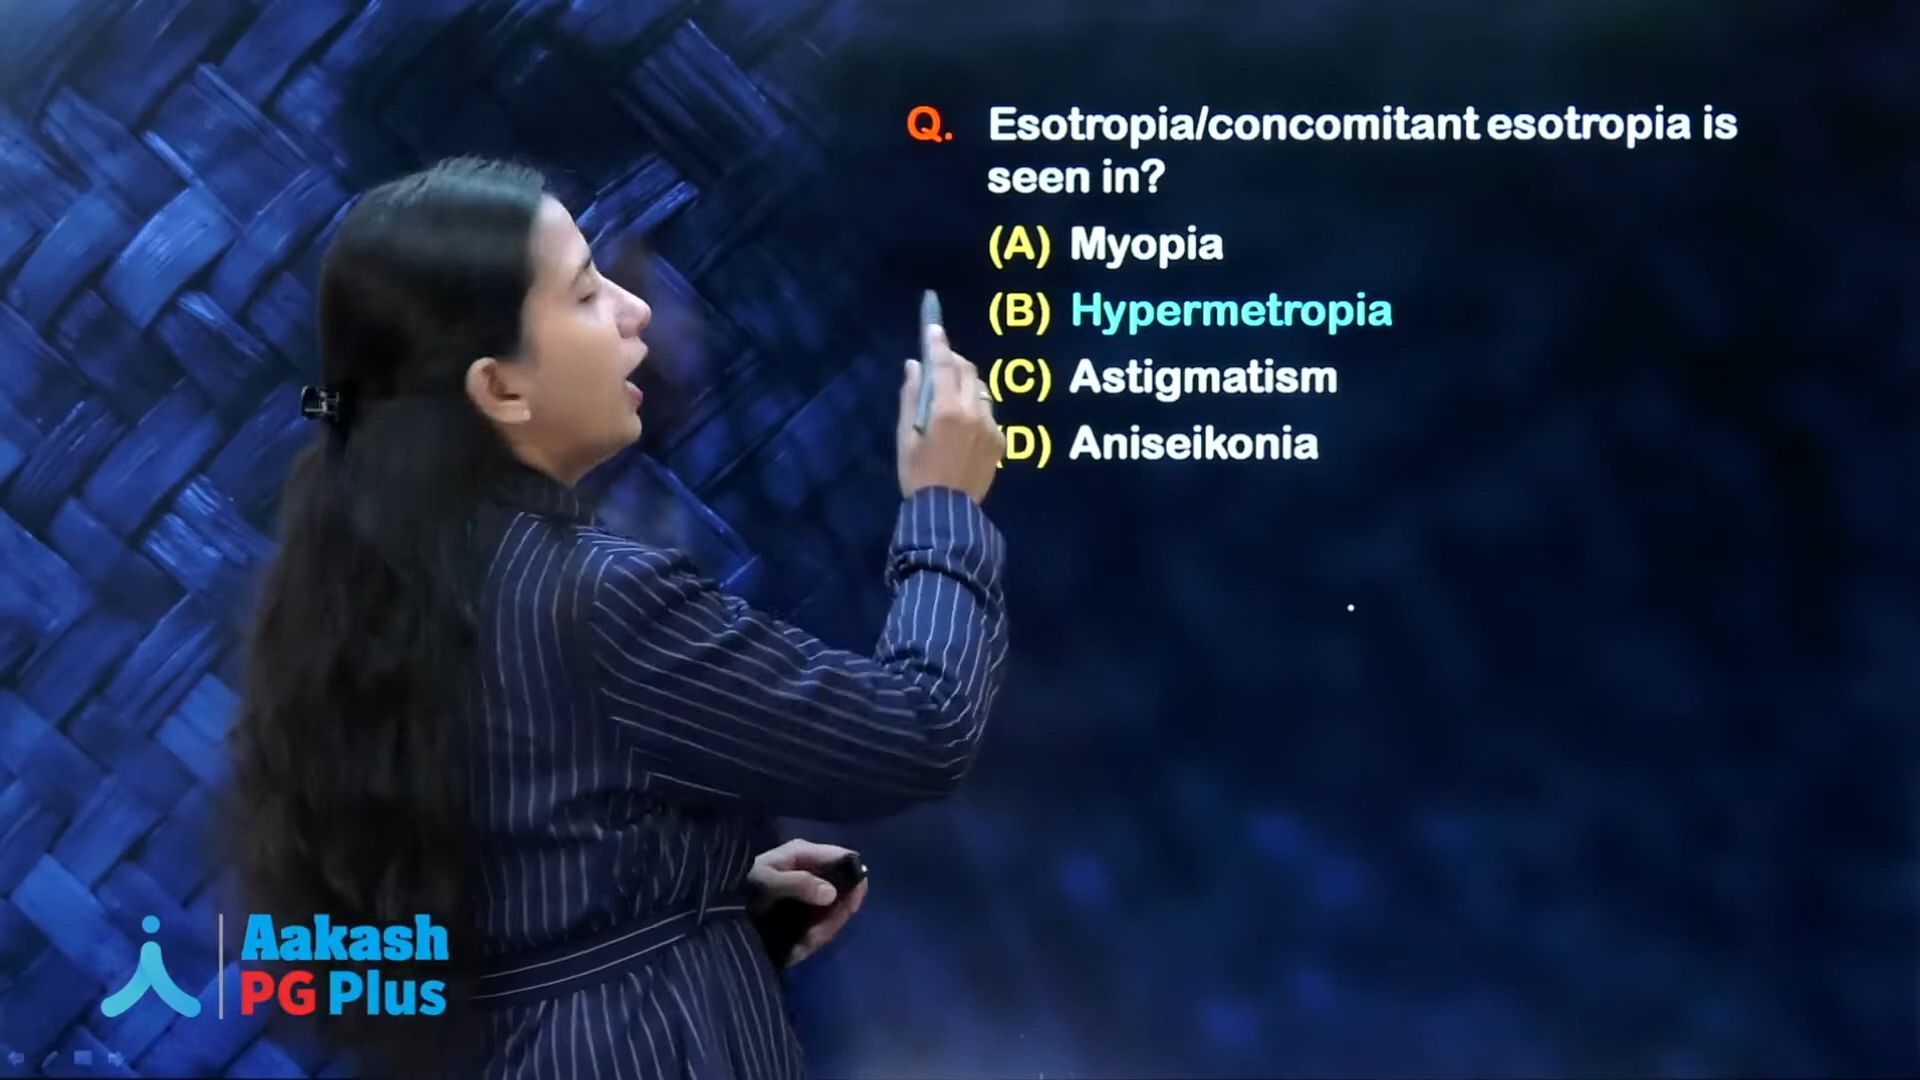 Q. Esotropia/concomitant esotropia is
seen in?
(A) Myopia
(B) Hypermetropia
(C) Astigmatism
(D) Aniseikonia
Aakash
PG Plus